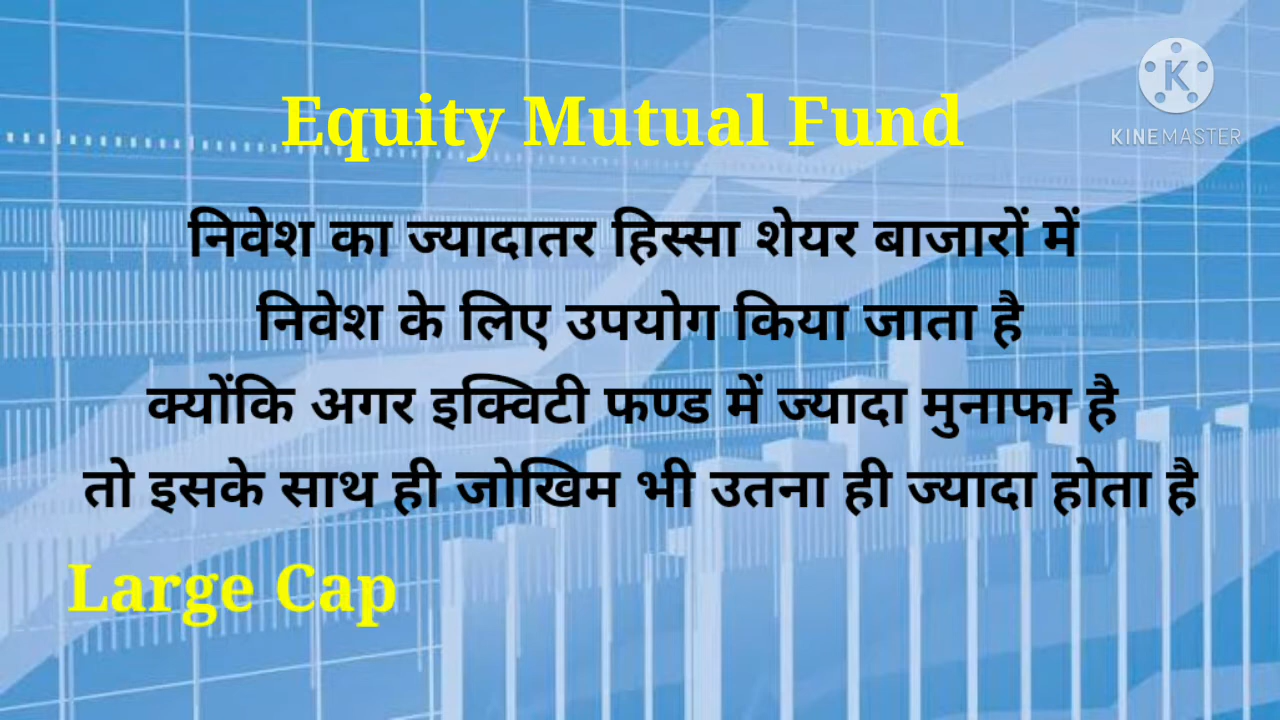 Equity Mutual Fund
KINEMASTER
निवेश का ज्यादातर हिस्सा शेयर बाजारों में
निवेश के लिए उपयोग किया जाता है
क्योंकि अगर इक्विटी फण्ड में ज्यादा मुनाफा है
तो इसके साथ ही जोखिम भी उतना ही ज्यादा होता है
Large Cap